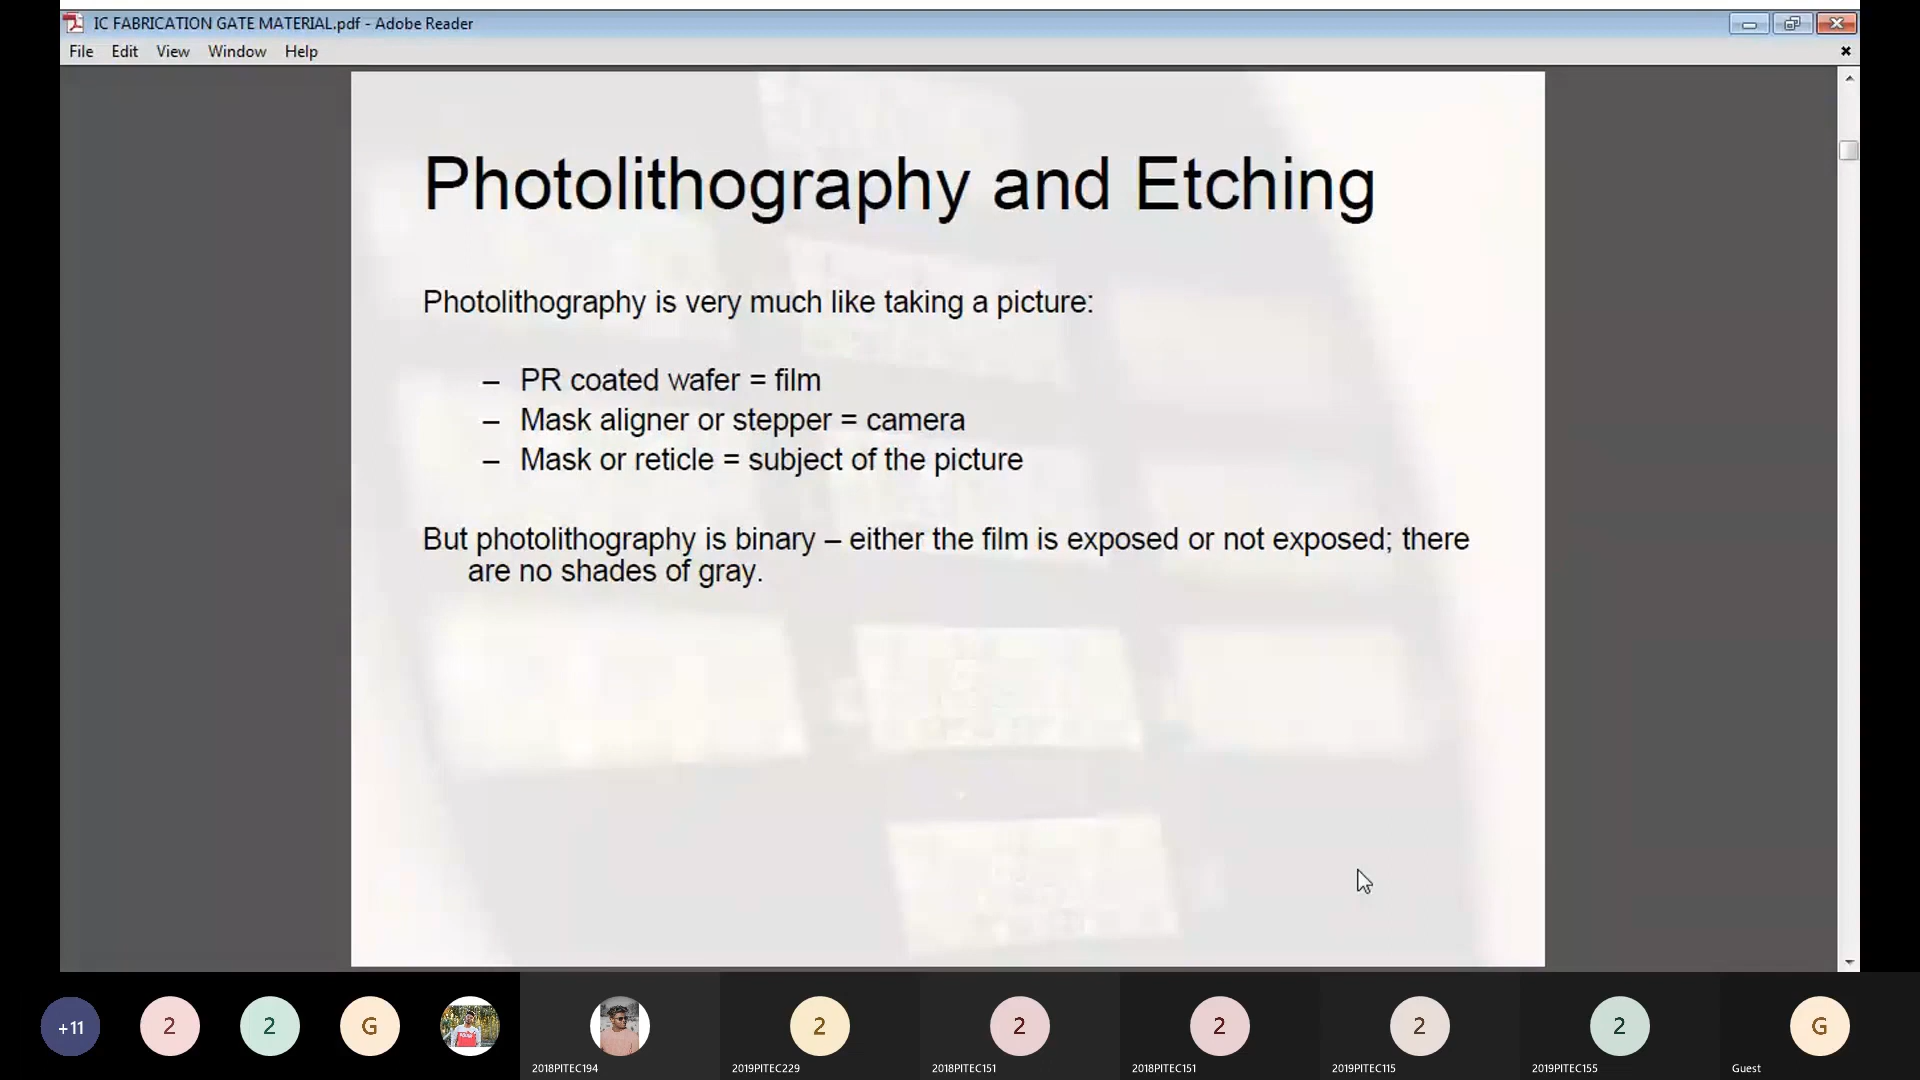 IC FABRICATION GATE MATERIAL.pdf - Adobe Reader
File Edit View Window Help
Photolithography and Etching
Photolithography is very much like taking a picture:
– PR coated wafer = film
– Mask aligner or stepper = camera
– Mask or reticle = subject of the picture
But photolithography is binary – either the film is exposed or not exposed; there
are no shades of gray.
+11 2 2 G 2 2 2 2 2 G
2018PITEC194 2019PITEC229 2018PITEC151 2018PITEC151 2019PITEC115 2019PITEC155 Guest